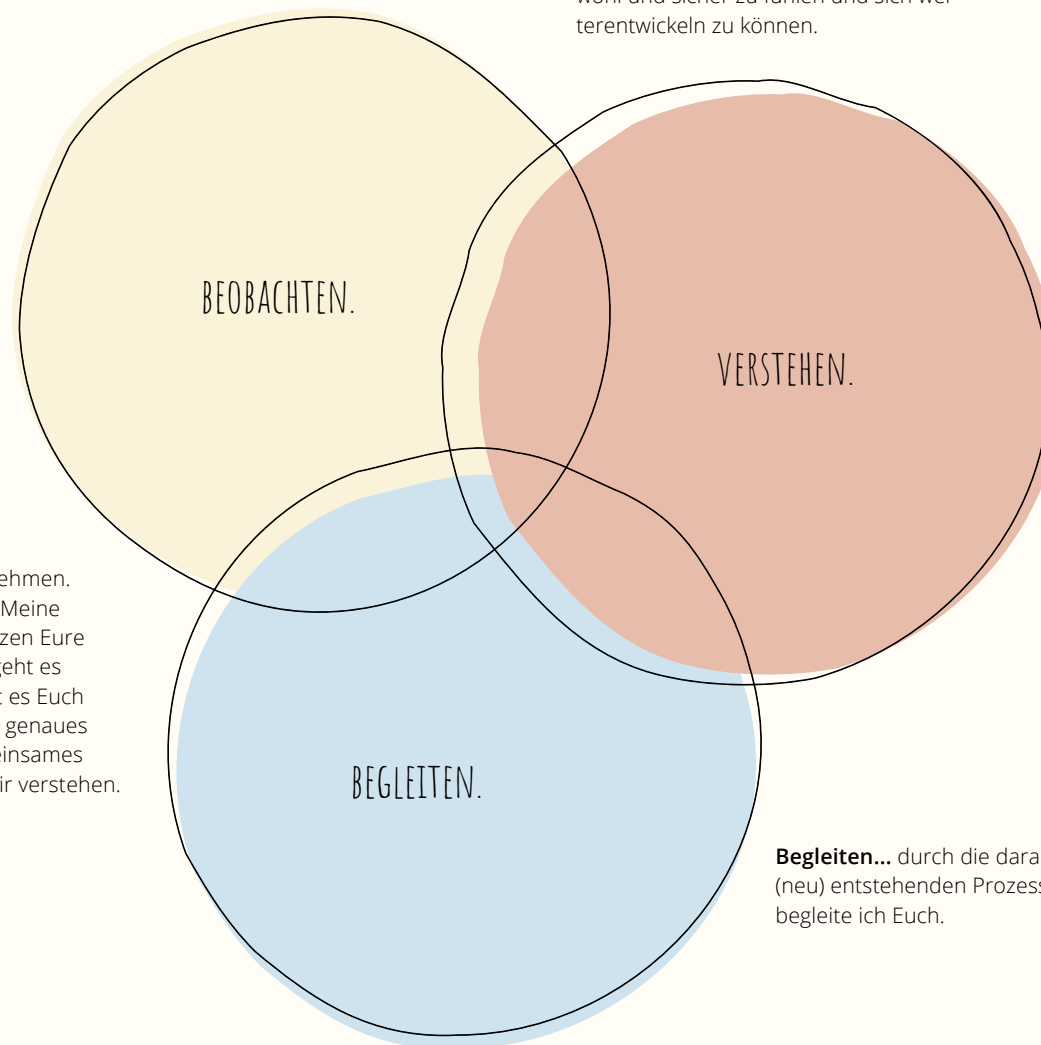 terentwickeln zu können.
BEOBACHTEN.
VERSTEHEN.
ehmen.
Meine
zen Eure
geht es
t es Euch
genaues
einsames
ir verstehen.
BEGLEITEN.
Begleiten... durch die dara
(neu) entstehenden Prozess
begleite ich Euch.